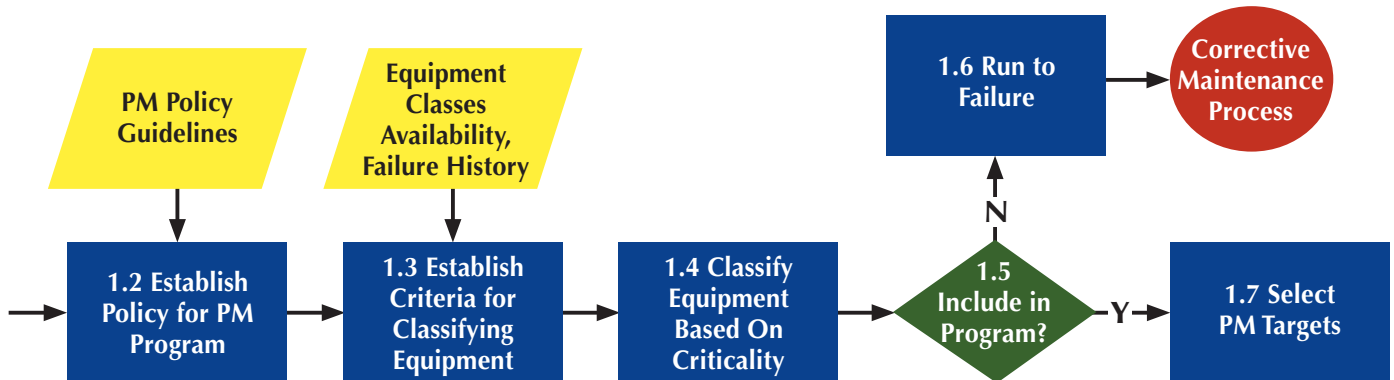 PM Policy
Guidelines
Equipment
Classes
Availability,
Failure History
1.6 Run to
Failure
Corrective
Maintenance
Process
N
1.2 Establish
Policy for PM
Program
1.3 Establish
Criteria for
Classifying
Equipment
1.4 Classify
Equipment
Based On
Criticality
1.5
Include in
Program?
Y
1.7 Select
PM Targets